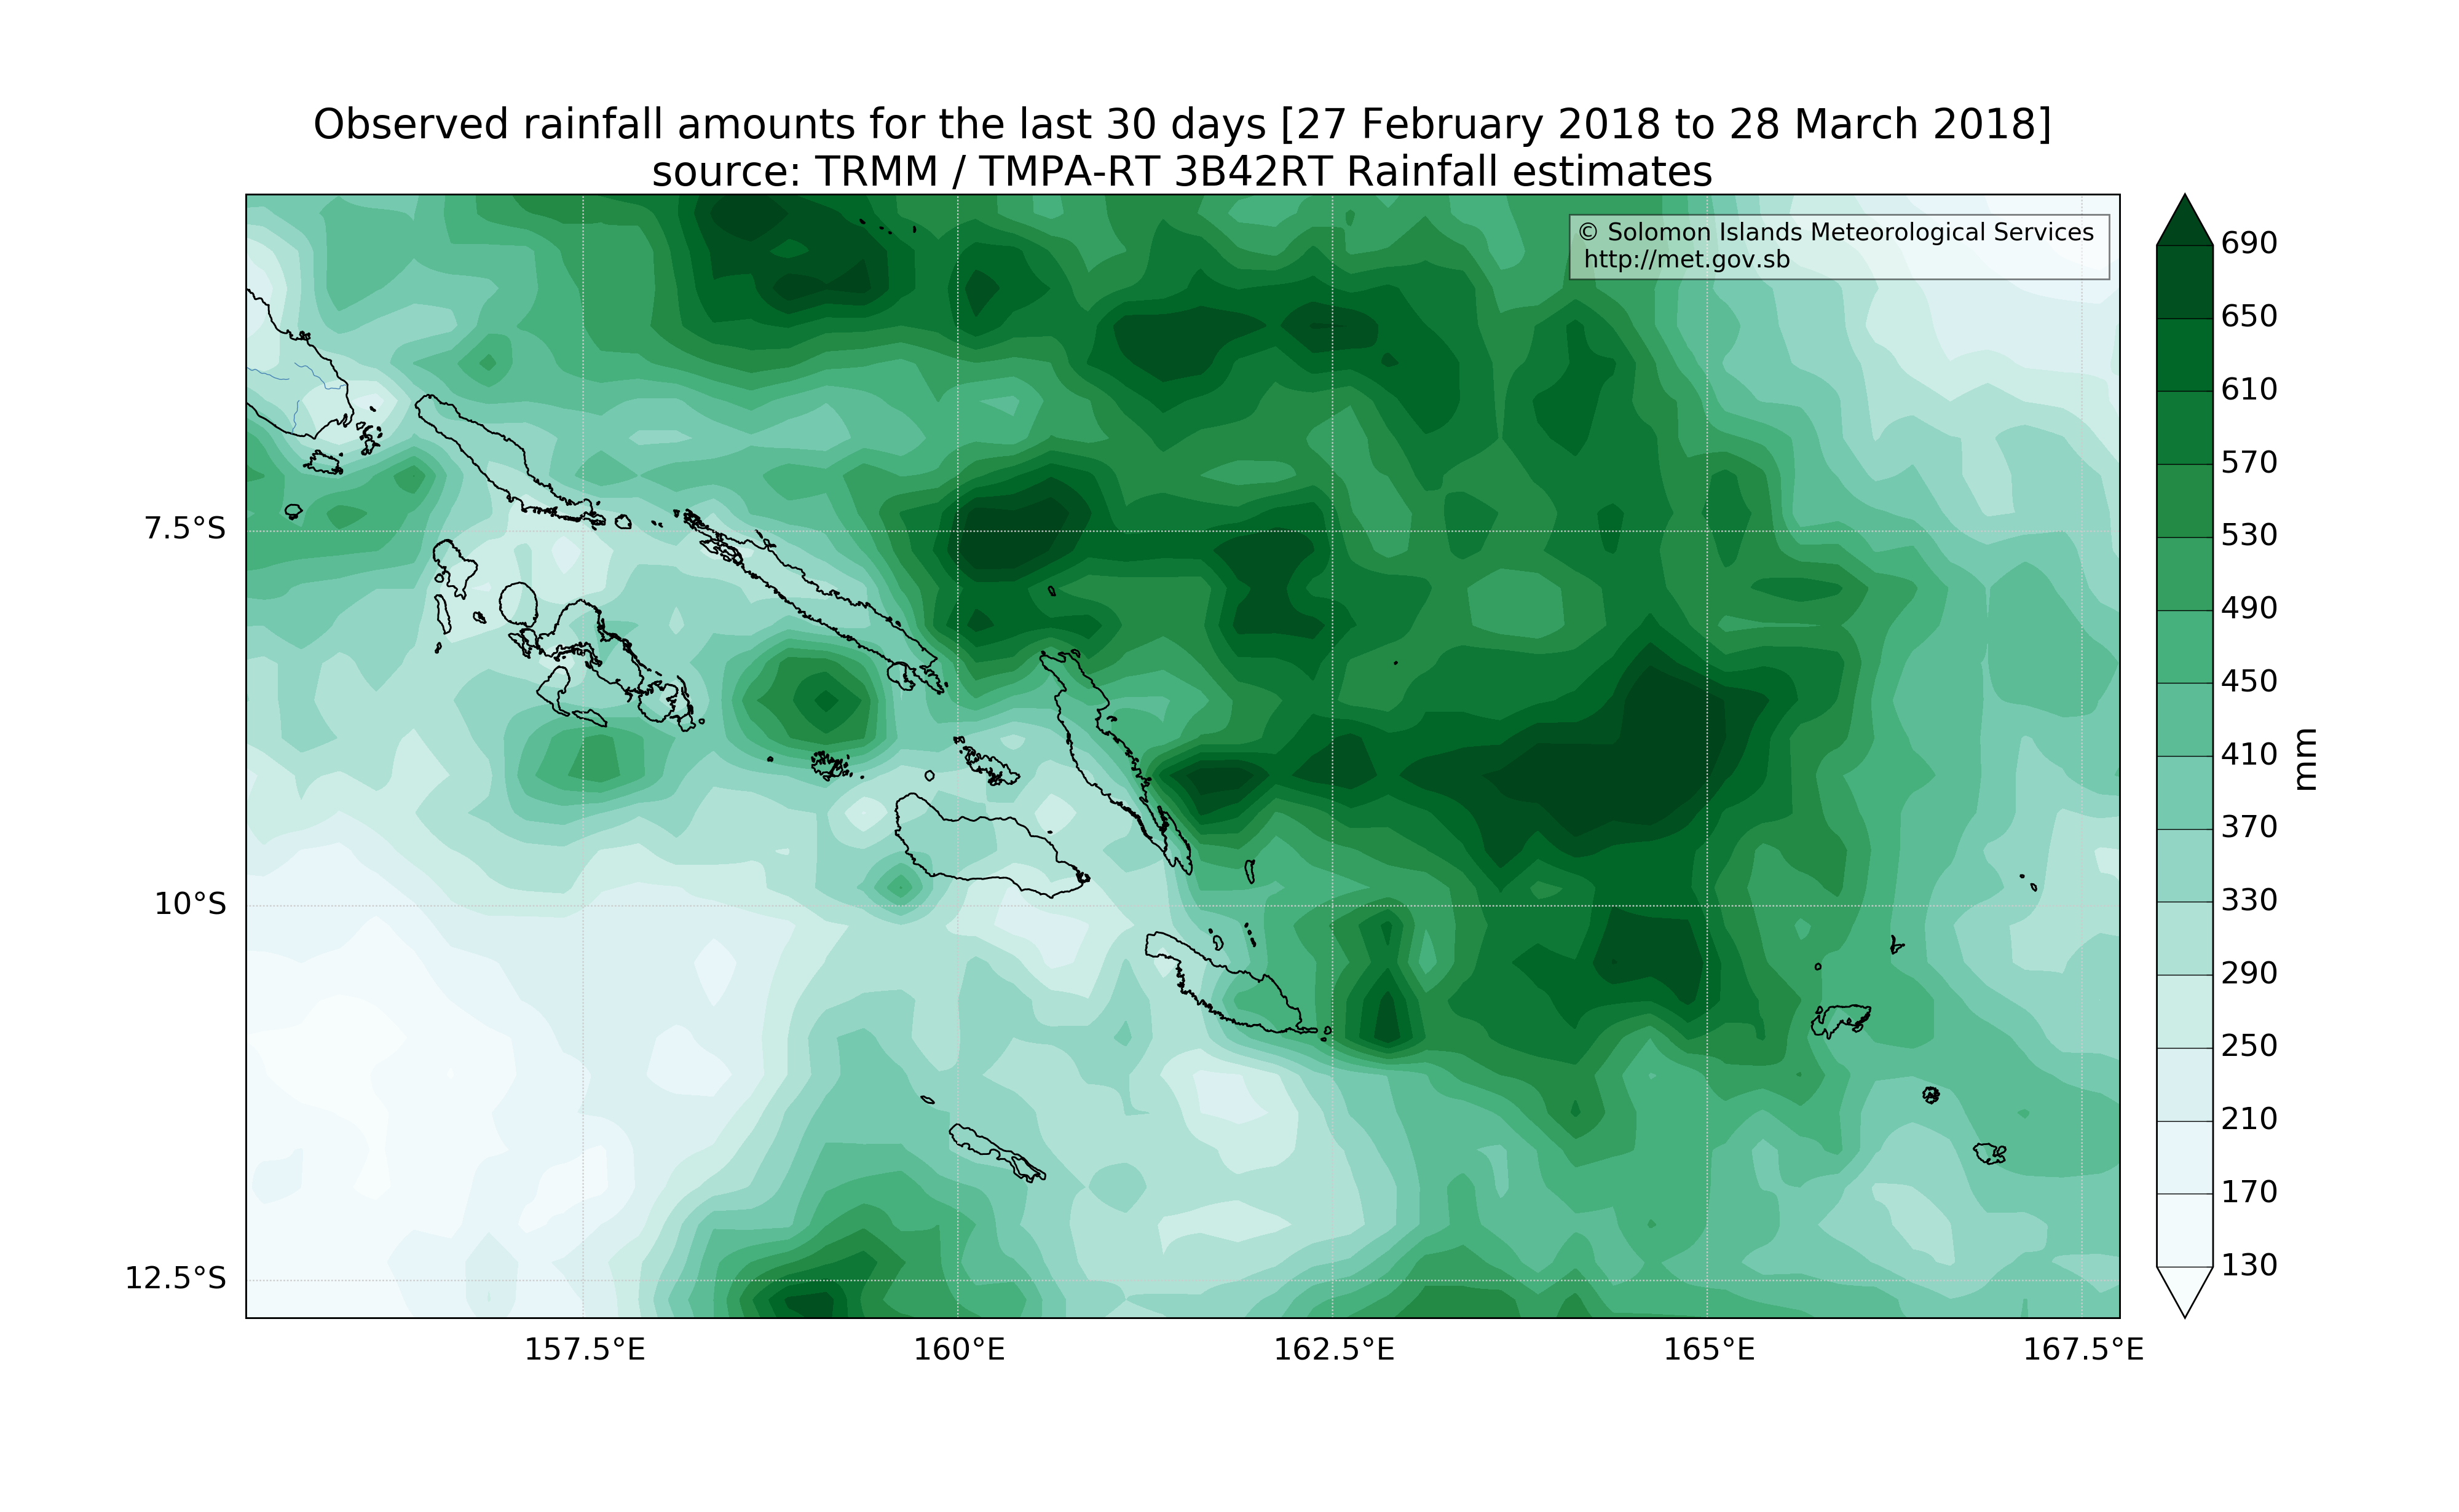 Observed rainfall amounts for the last 30 days [27 February 2018 to 28 March 2018]
source: TRMM / TMPA-RT 3B42RT Rainfall estimates
© Solomon Islands Meteorological Services
http://met.gov.sb
7.5°S
10°S
12.5°S
157.5°E
160°E
162.5°E
165°E
167.5°E
690
650
610
570
530
490
450
410
370
330
290
250
210
170
130
mm